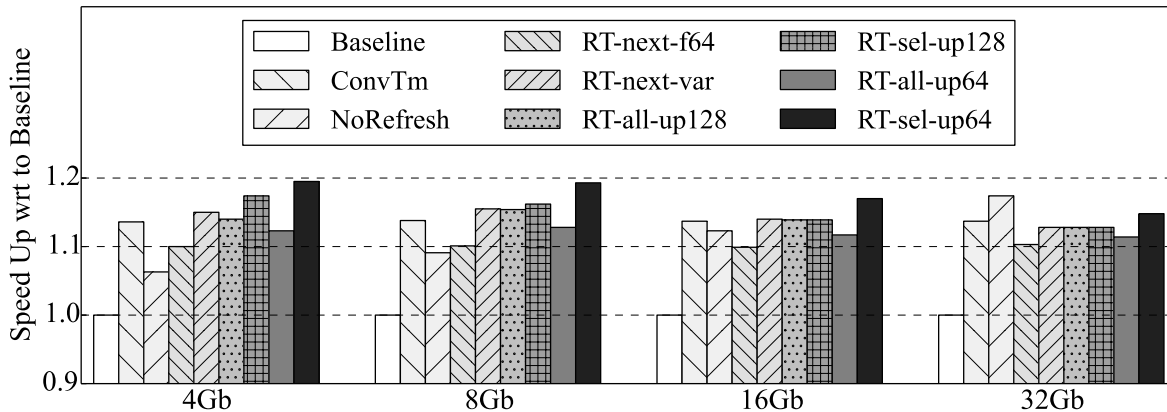 Speed Up wrt to Baseline
Baseline
ConvTm
NoRefresh
RT-next-f64
RT-next-var
RT-all-up128
RT-sel-up128
RT-all-up64
RT-sel-up64
1.2
1.1
1.0
0.9
4Gb
8Gb
16Gb
32Gb